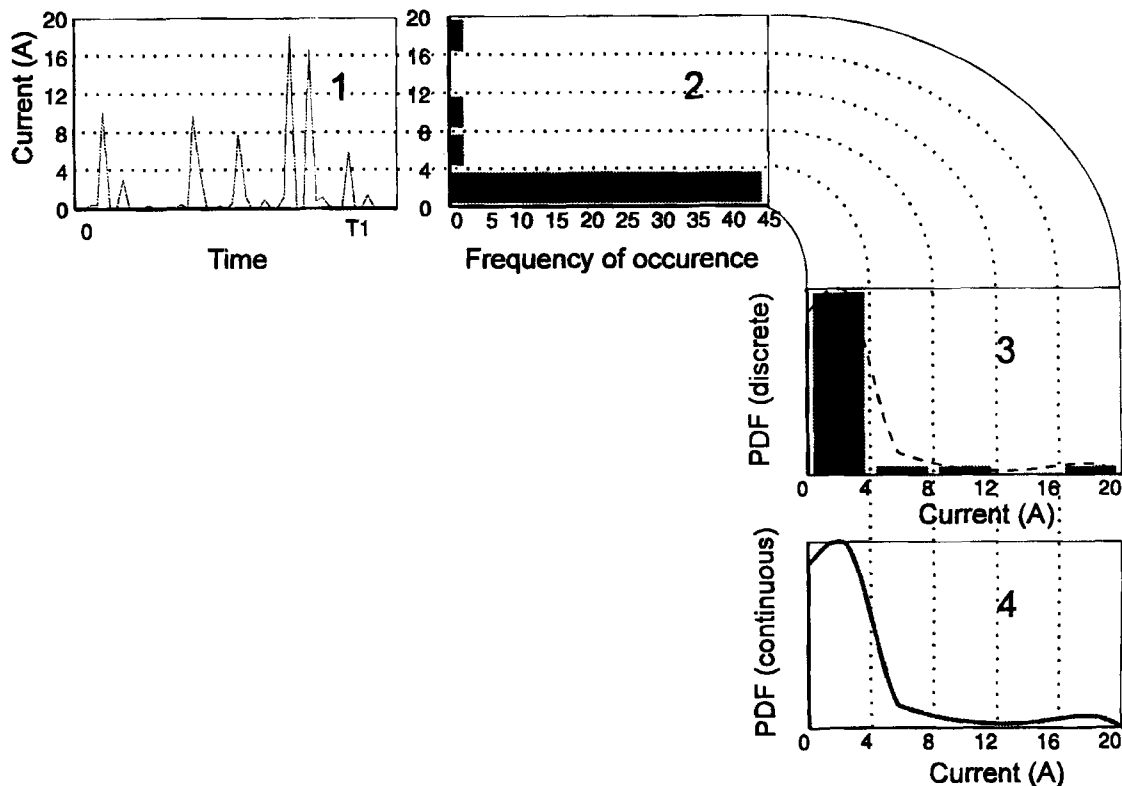 Current (A)
20
16
12
8
4
0
1
0
T1
Time
20
16
12
8
4
0
2
0 5 10 15 20 25 30 35 40 45
Frequency of occurence
PDF (discrete)
3
0 4 8 12 16 20
Current (A)
PDF (continuous)
4
0 4 8 12 16 20
Current (A)